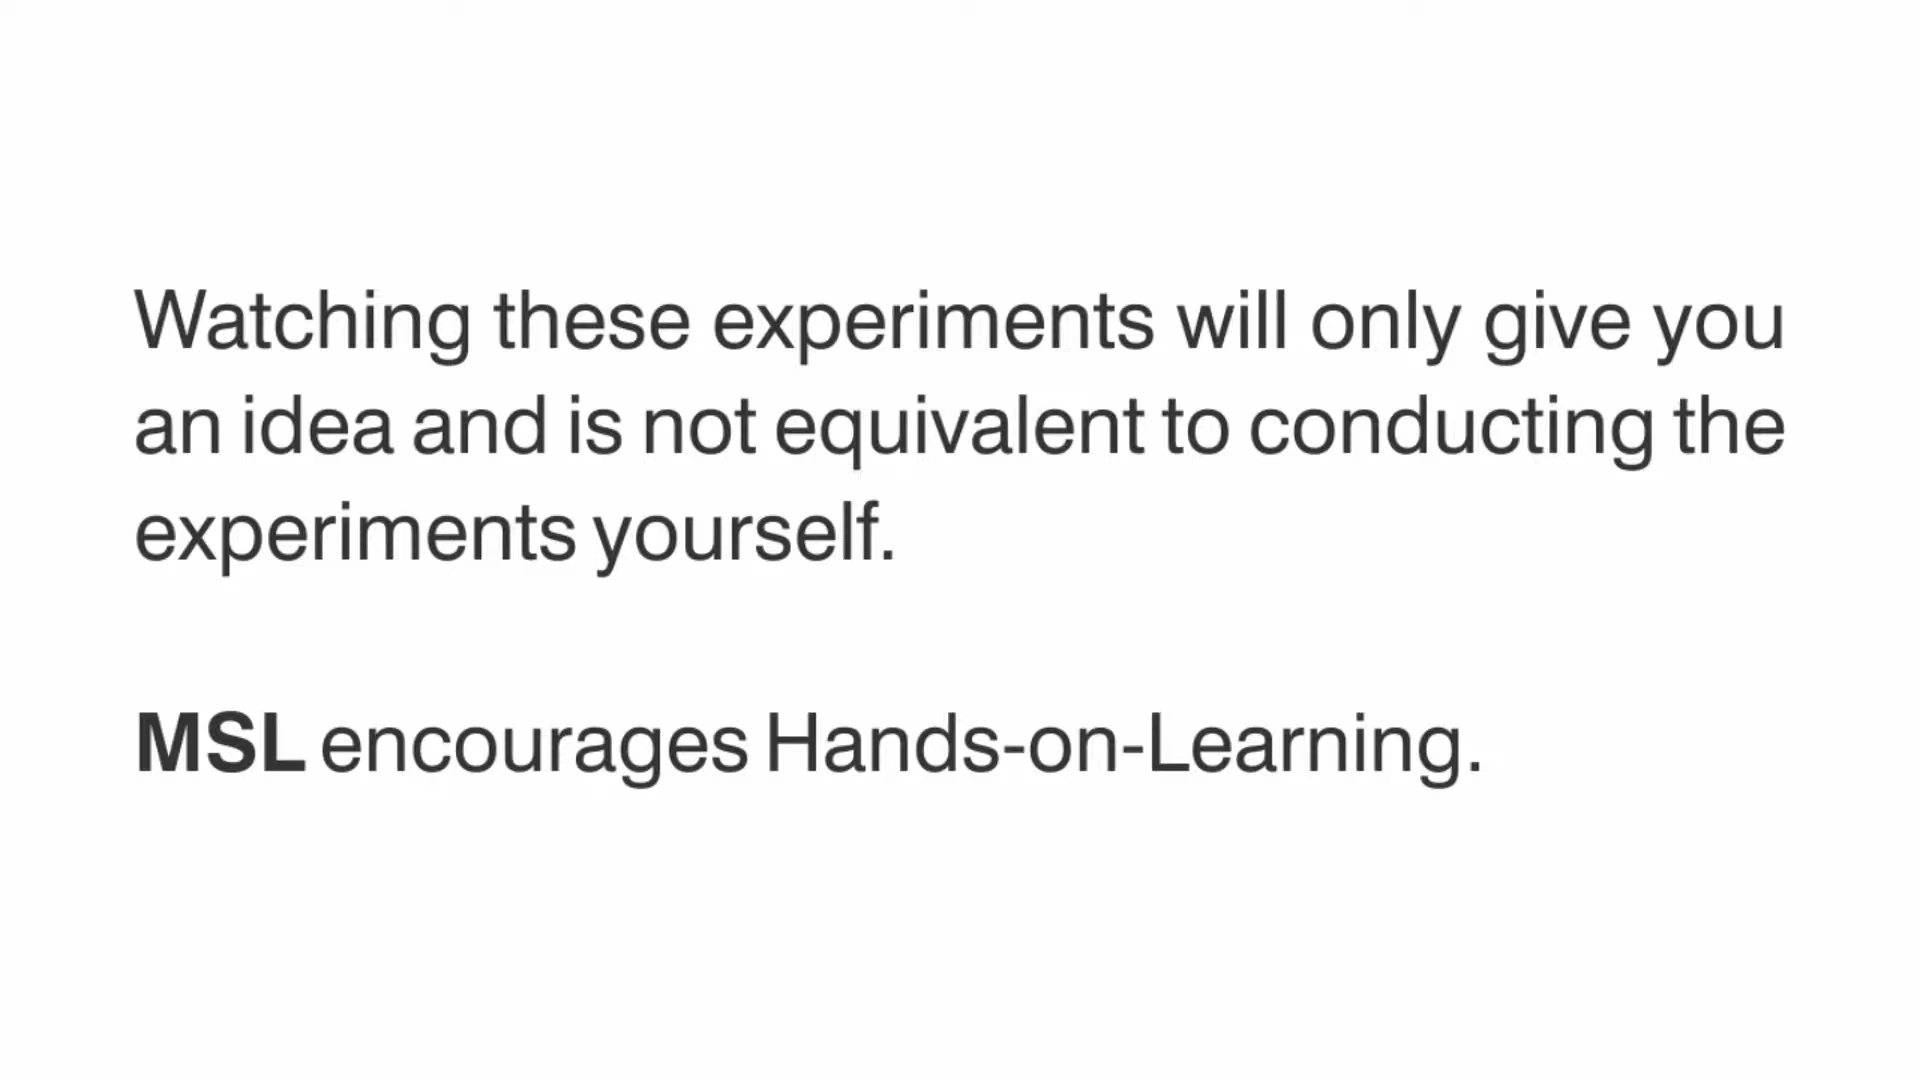 Watching these experiments will only give you
an idea and is not equivalent to conducting the
experiments yourself.
MSL encourages Hands-on-Learning.